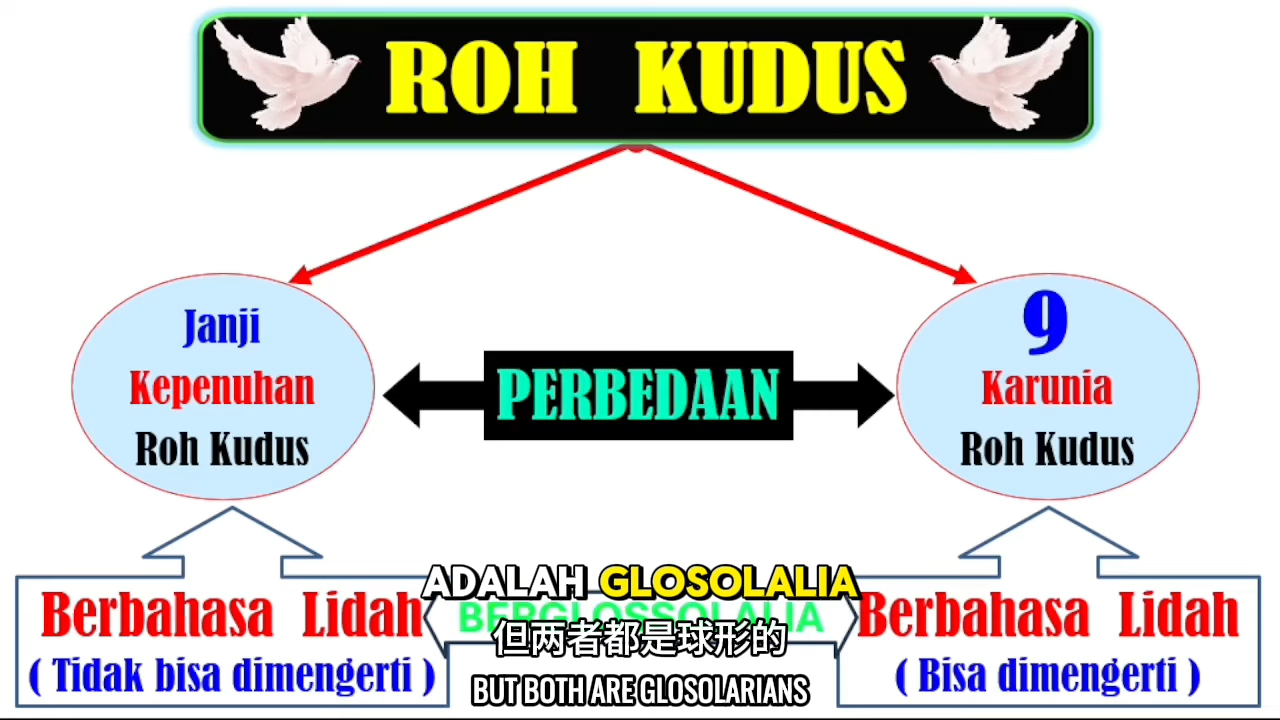 ROH KUDUS
Janji
Kepenuhan
Roh Kudus
PERBEDAAN
9
Karunia
Roh Kudus
Berbahasa Lidah
( Tidak bisa dimengerti )
ADALAH GLOSOLALIA
BERGLOSSOLALIA
但两者都是球形的
BUT BOTH ARE GLOSOLARIANS
Berbahasa Lidah
( Bisa dimengerti )